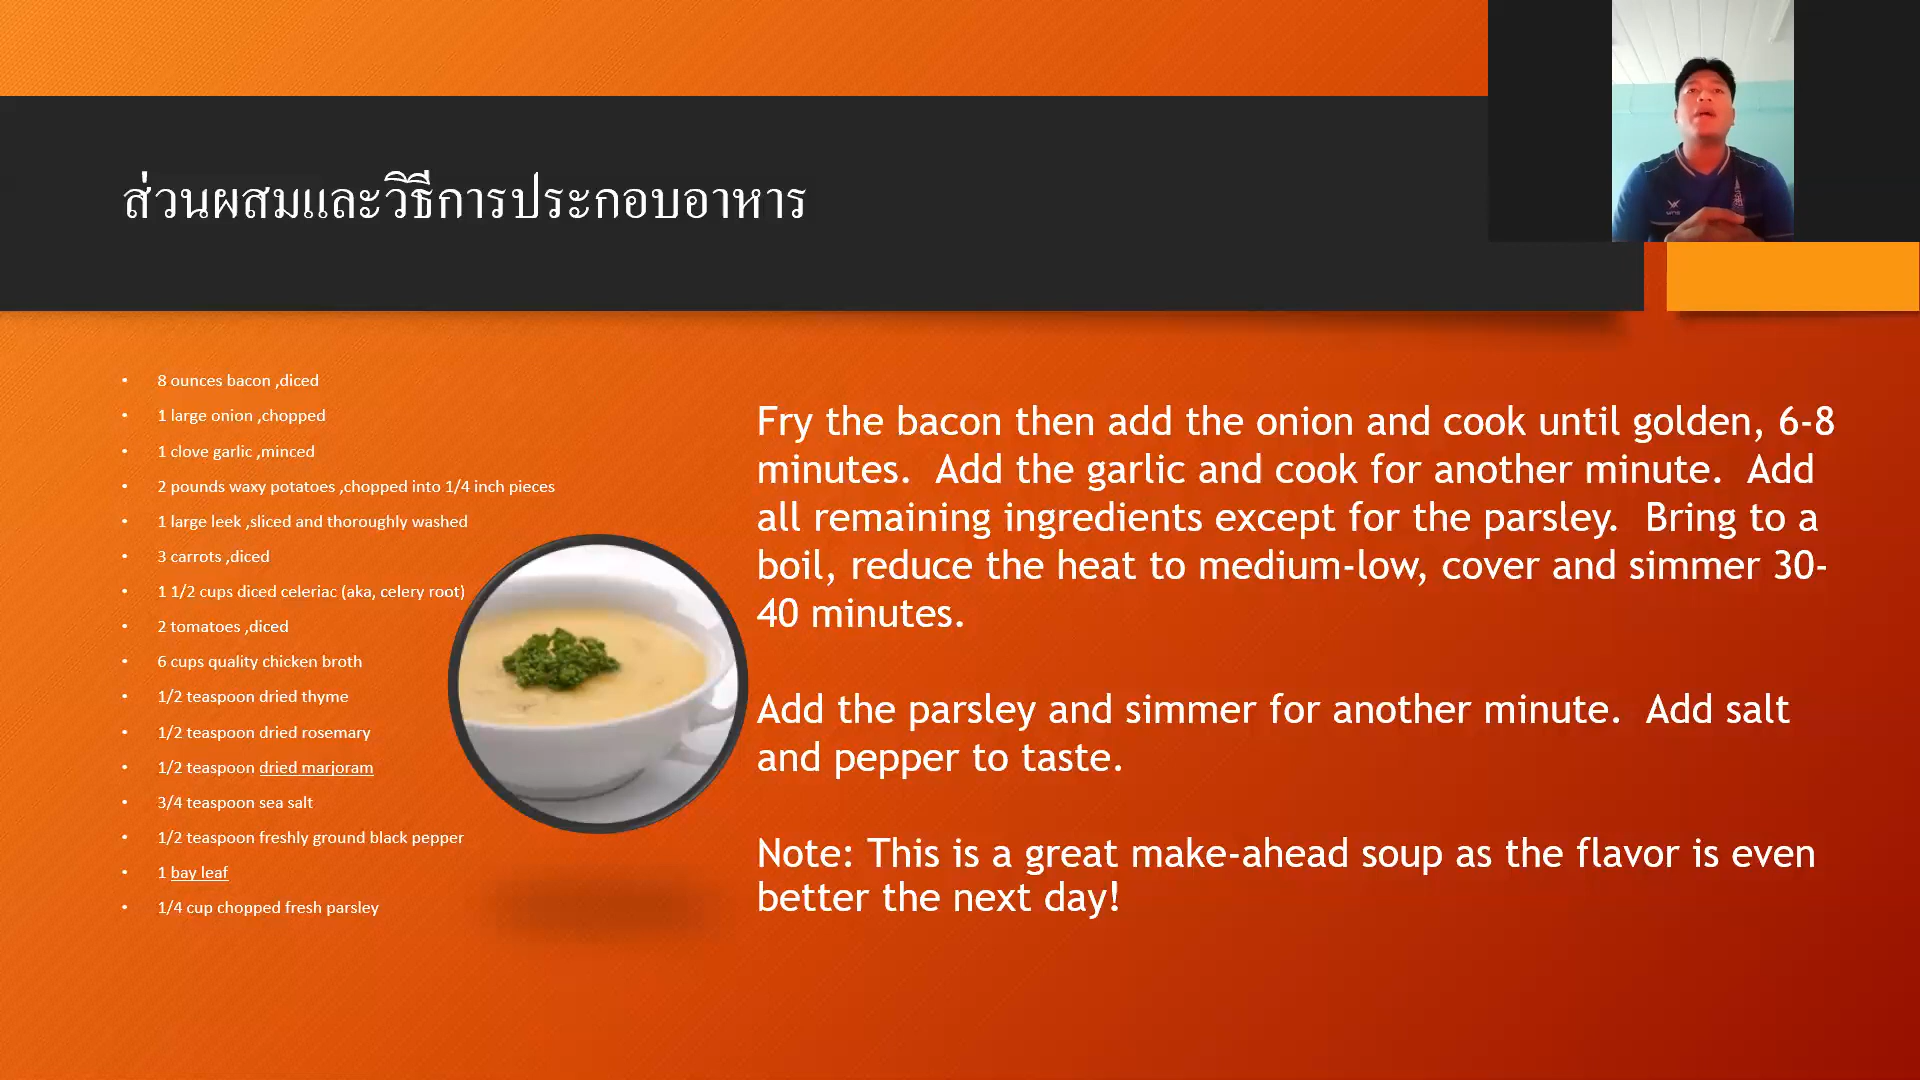 ส่วนผสมและวิธีการประกอบอาหาร
• 8 ounces bacon ,diced
• 1 large onion ,chopped
• 1 clove garlic ,minced
• 2 pounds waxy potatoes ,chopped into 1/4 inch pieces
• 1 large leek ,sliced and thoroughly washed
• 3 carrots ,diced
• 1 1/2 cups diced celeriac (aka, celery root)
• 2 tomatoes ,diced
• 6 cups quality chicken broth
• 1/2 teaspoon dried thyme
• 1/2 teaspoon dried rosemary
• 1/2 teaspoon dried marjoram
• 3/4 teaspoon sea salt
• 1/2 teaspoon freshly ground black pepper
• 1 bay leaf
• 1/4 cup chopped fresh parsley
Fry the bacon then add the onion and cook until golden, 6-8
minutes.  Add the garlic and cook for another minute.  Add
all remaining ingredients except for the parsley.  Bring to a
boil, reduce the heat to medium-low, cover and simmer 30-
40 minutes.
Add the parsley and simmer for another minute.  Add salt
and pepper to taste.
Note: This is a great make-ahead soup as the flavor is even
better the next day!